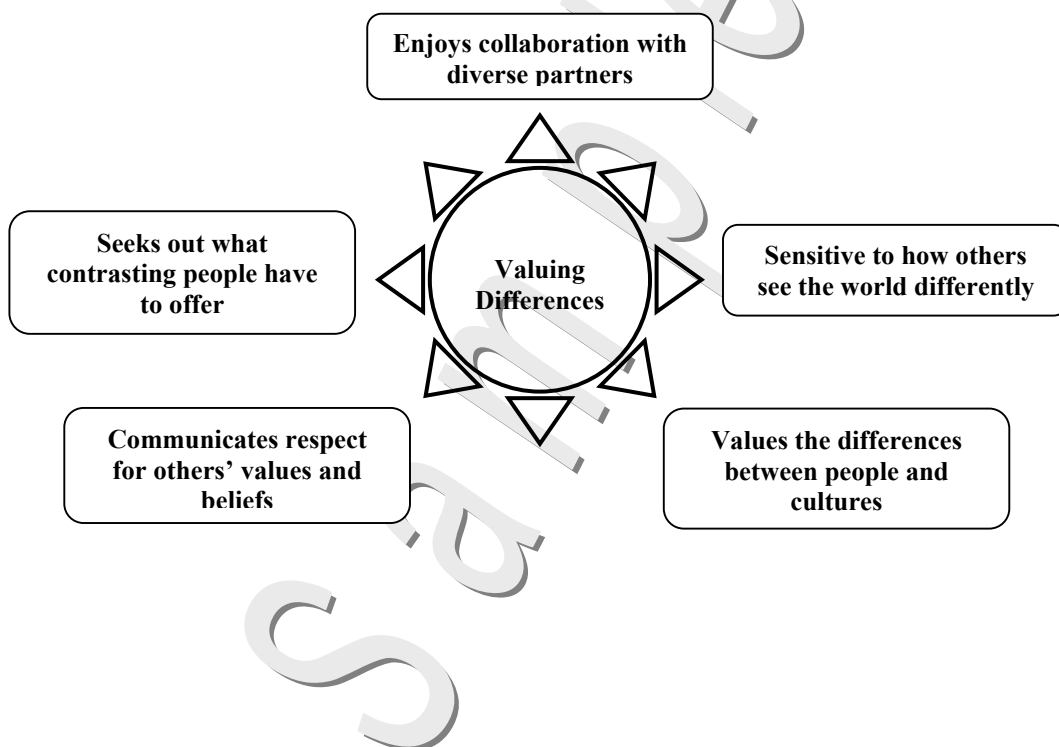 Enjoys collaboration with
diverse partners
Seeks out what
contrasting people have
to offer
Valuing
Differences
Sensitive to how others
see the world differently
Communicates respect
for others’ values and
beliefs
Values the differences
between people and
cultures
Sample